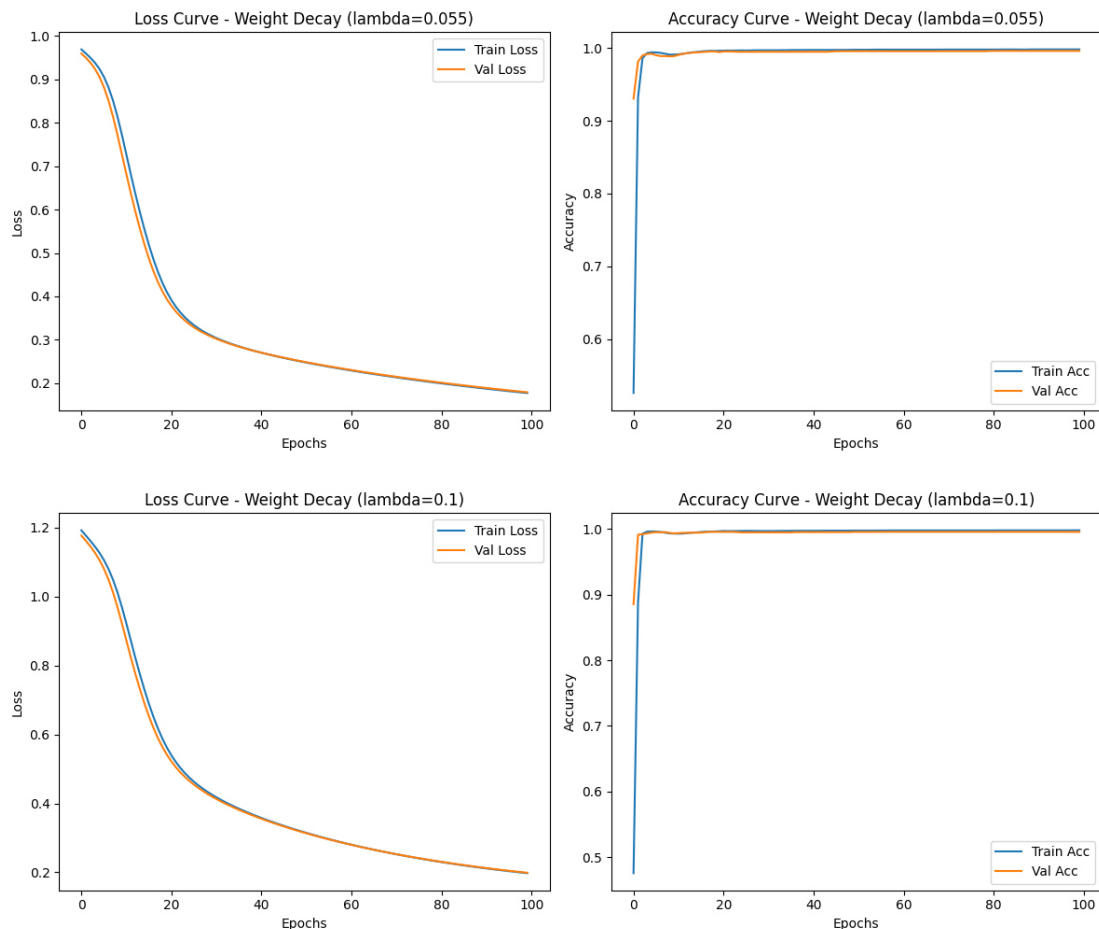 Loss Curve - Weight Decay (lambda=0.055)
1.0
0.9
0.8
0.7
0.6
0.5
0.4
0.3
0.2
Loss
Train Loss
Val Loss
0 20 40 60 80 100
Epochs
Accuracy Curve - Weight Decay (lambda=0.055)
1.0
0.9
0.8
0.7
0.6
Accuracy
Train Acc
Val Acc
0 20 40 60 80 100
Epochs
Loss Curve - Weight Decay (lambda=0.1)
1.2
1.0
0.8
0.6
0.4
0.2
Loss
Train Loss
Val Loss
0 20 40 60 80 100
Epochs
Accuracy Curve - Weight Decay (lambda=0.1)
1.0
0.9
0.8
0.7
0.6
0.5
Accuracy
Train Acc
Val Acc
0 20 40 60 80 100
Epochs